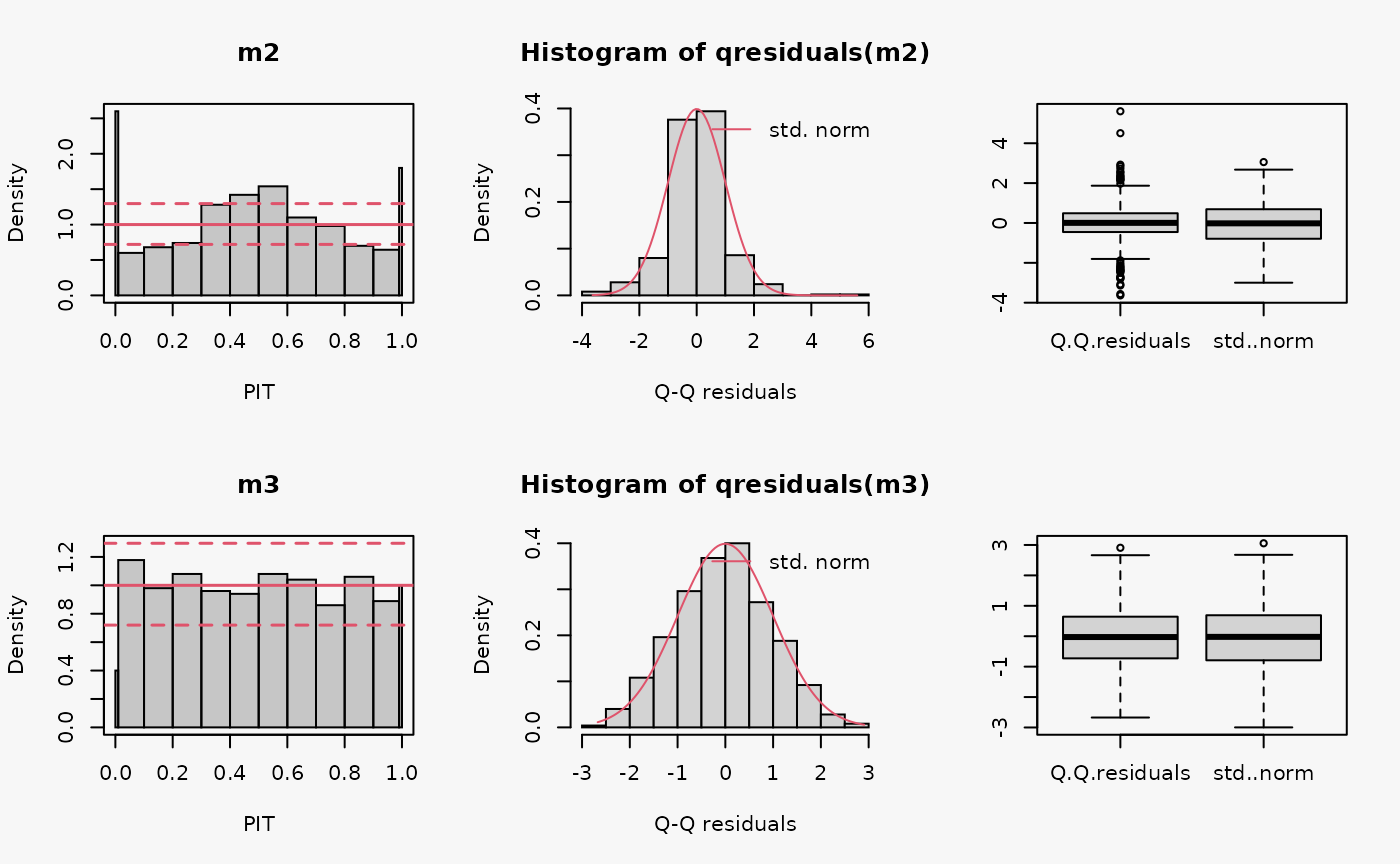 m2
Density
0.0
1.0
2.0
0.0 0.2 0.4 0.6 0.8 1.0
PIT
Histogram of qresiduals(m2)
Density
0.0
0.2
0.4
std. norm
-4 -2 0 2 4 6
Q-Q residuals
-4
0
2
4
Q.Q.residuals std..norm
m3
Density
0.0
0.4
0.8
1.2
0.0 0.2 0.4 0.6 0.8 1.0
PIT
Histogram of qresiduals(m3)
Density
0.0
0.2
0.4
std. norm
-3 -2 -1 0 1 2 3
Q-Q residuals
-3
-1
1
3
Q.Q.residuals std..norm